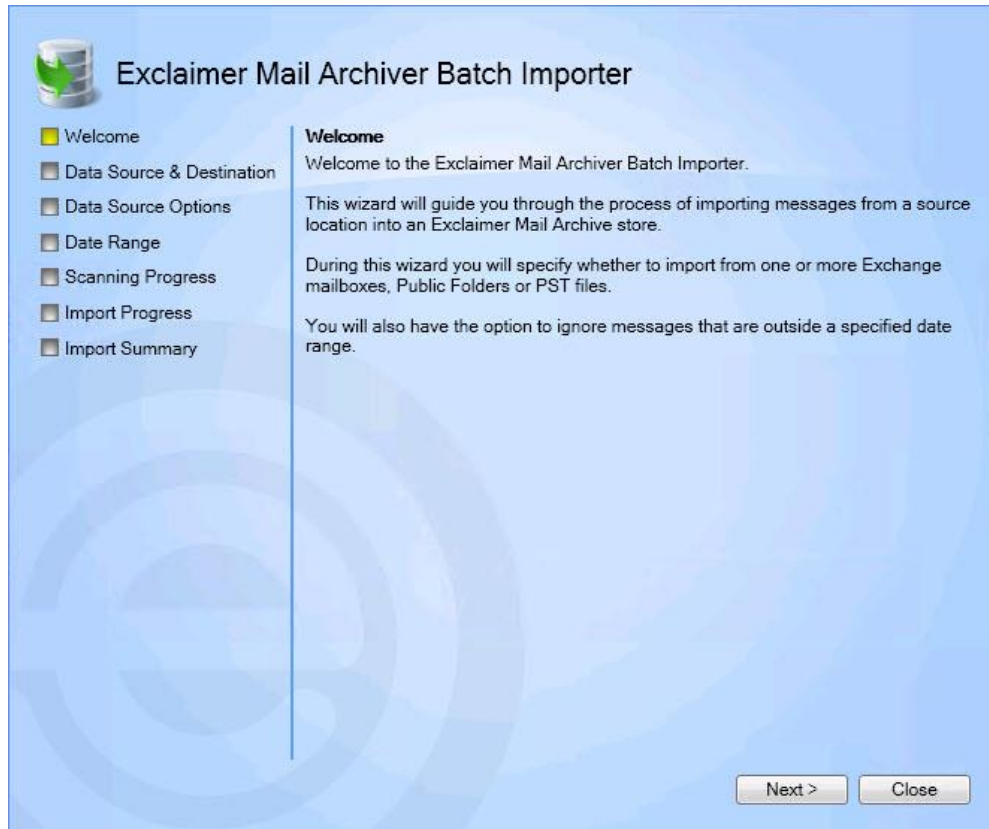 Exclaimer Mail Archiver Batch Importer
Welcome
Data Source & Destination
Data Source Options
Date Range
Scanning Progress
Import Progress
Import Summary
Welcome
Welcome to the Exclaimer Mail Archiver Batch Importer.
This wizard will guide you through the process of importing messages from a source
location into an Exclaimer Mail Archive store.
During this wizard you will specify whether to import from one or more Exchange
mailboxes, Public Folders or PST files.
You will also have the option to ignore messages that are outside a specified date
range.
Next >
Close